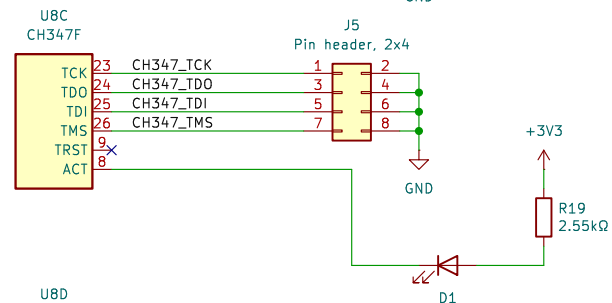 U8C
CH347F
TCK 23 CH347_TCK
TDO 24 CH347_TDO
TDI 25 CH347_TDI
TMS 26 CH347_TMS
TRST 9
ACT 8
J5
Pin header, 2x4
1 2
3 4
5 6
7 8
GND
+3V3
R19
2.55kΩ
D1
U8D